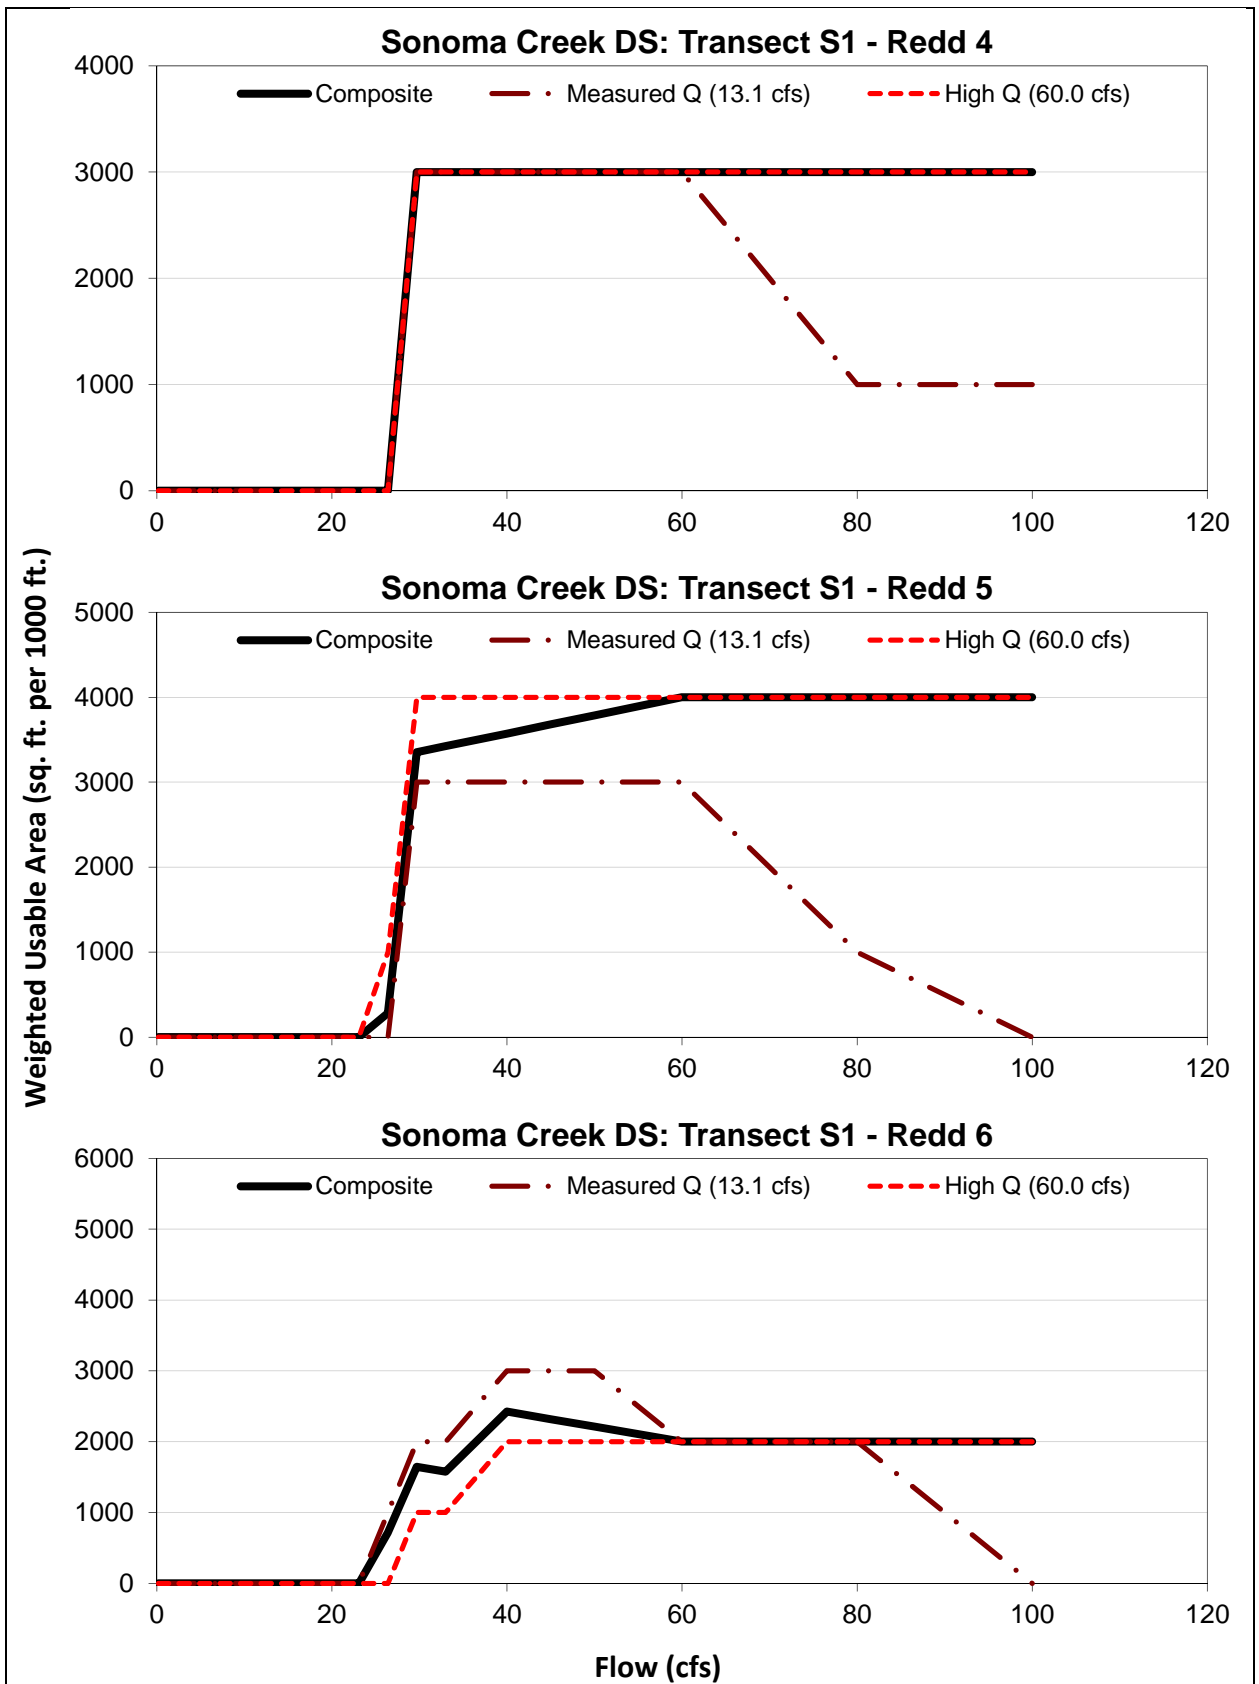 Sonoma Creek DS: Transect S1 - Redd 4
4000
Composite Measured Q (13.1 cfs) High Q (60.0 cfs)
3000
2000
1000
0
0 20 40 60 80 100 120
Weighted Usable Area (sq. ft. per 1000 ft.)
Sonoma Creek DS: Transect S1 - Redd 5
5000
Composite Measured Q (13.1 cfs) High Q (60.0 cfs)
4000
3000
2000
1000
0
0 20 40 60 80 100 120
Sonoma Creek DS: Transect S1 - Redd 6
6000
Composite Measured Q (13.1 cfs) High Q (60.0 cfs)
5000
4000
3000
2000
1000
0
0 20 40 60 80 100 120
Flow (cfs)